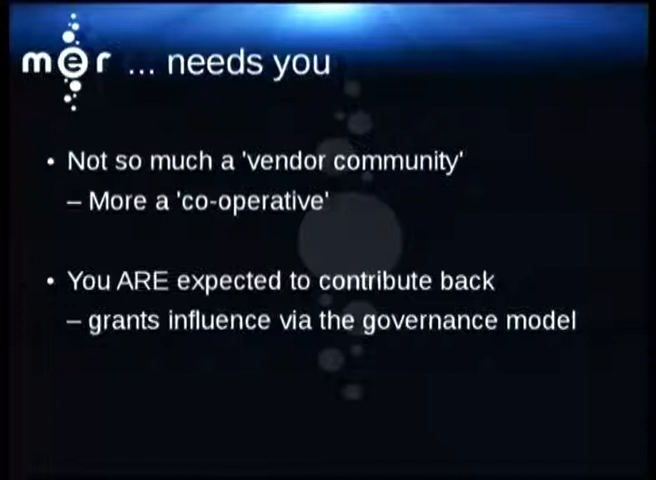 mer ... needs you
• Not so much a 'vendor community'
– More a 'co-operative'
• You ARE expected to contribute back
– grants influence via the governance model